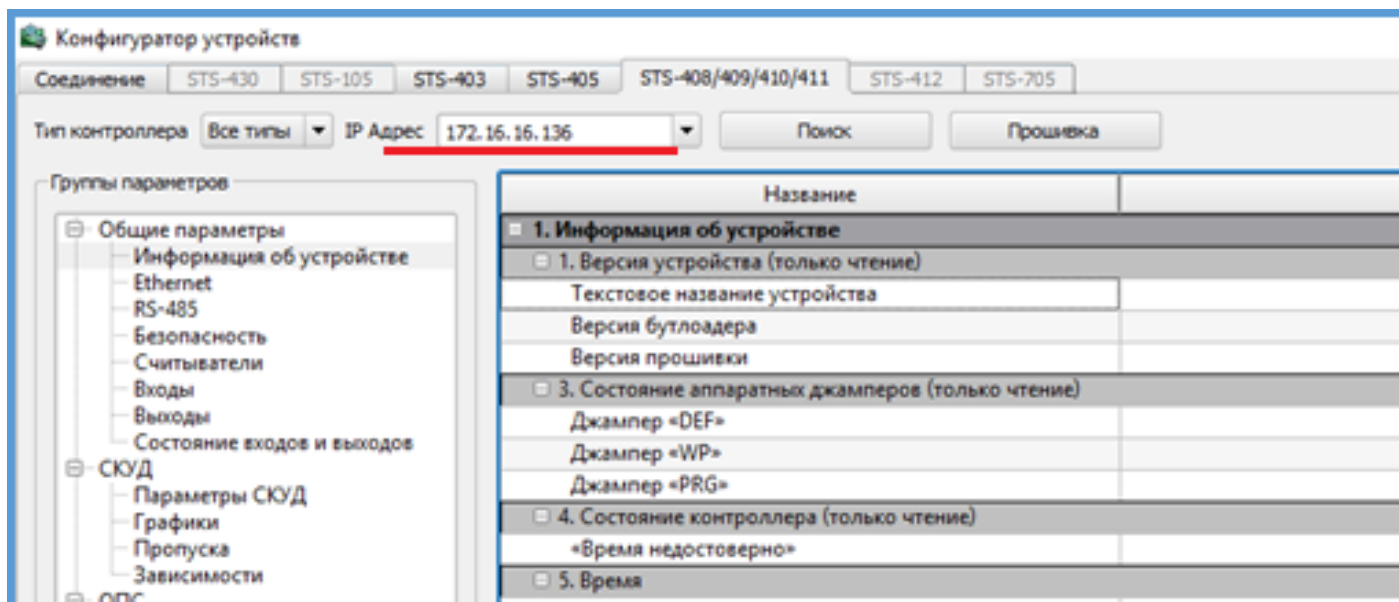 Конфигуратор устройств
Соединение STS-430 STS-105 STS-403 STS-405 STS-408/409/410/411 STS-412 STS-705
Тип контроллера Все типы IP Адрес 172.16.16.136 Поиск Прошивка
Группы параметров
Общие параметры
Информация об устройстве
Ethernet
RS-485
Безопасность
Считыватели
Входы
Выходы
Состояние входов и выходов
СКУД
Параметры СКУД
Графики
Пропуска
Зависимости
ОПС
Название
1. Информация об устройстве
1. Версия устройства (только чтение)
Текстовое название устройства
Версия бутлоадера
Версия прошивки
3. Состояние аппаратных джамперов (только чтение)
Джампер «DEF»
Джампер «WP»
Джампер «PRG»
4. Состояние контроллера (только чтение)
«Время недостоверно»
5. Время